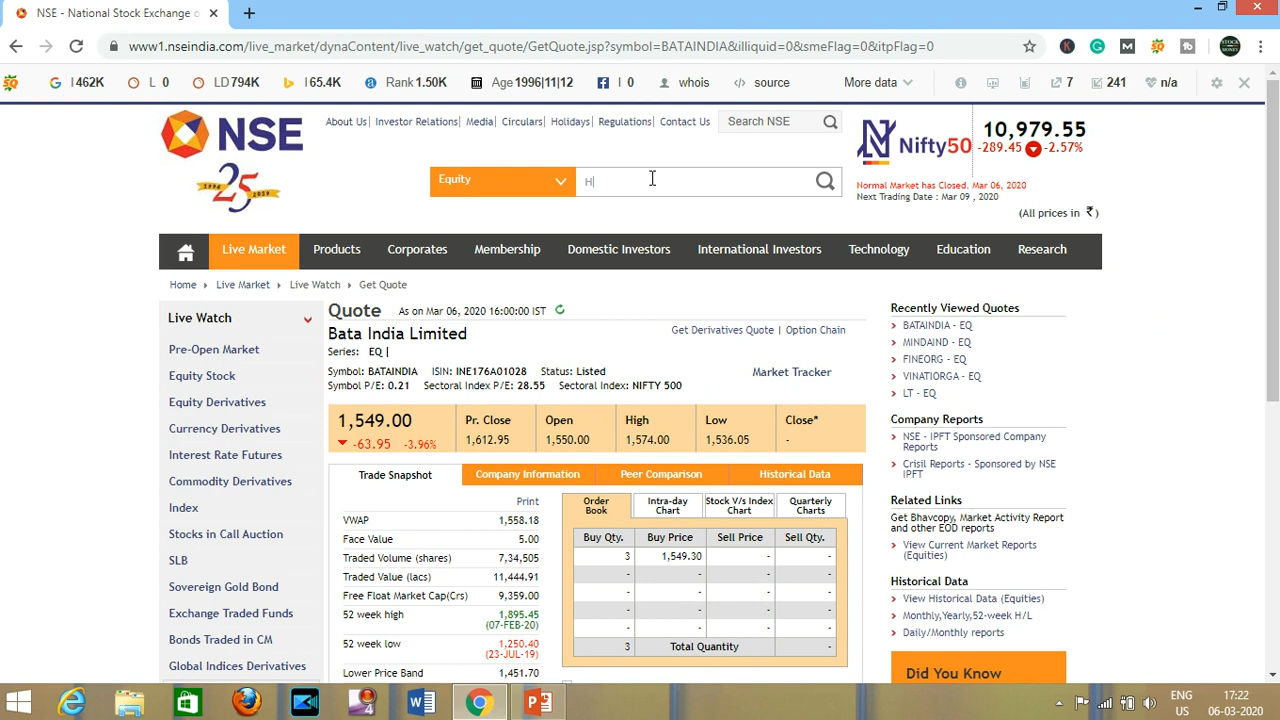 NSE - National Stock Exchange o
www1.nseindia.com/live_market/dynaContent/live_watch/get_quote/GetQuote.jsp?symbol=BATAINDIA&illiquid=0&smeFlag=0&itpFlag=0
I 462K L 0 LD 794K I 65.4K Rank 1.50K Age 1996|11|12 I 0 whois source More data 7 241 n/a
NSE
About Us| Investor Relations| Media| Circulars| Holidays| Regulations| Contact Us
Search NSE
Nifty50
10,979.55
-289.45 -2.57%
Equity
H
Normal Market has Closed. Mar 06, 2020
Next Trading Date : Mar 09 , 2020
(All prices in ₹)
1994 25 2019
Live Market Products Corporates Membership Domestic Investors International Investors Technology Education Research
Home Live Market Live Watch Get Quote
Live Watch
Pre-Open Market
Equity Stock
Equity Derivatives
Currency Derivatives
Interest Rate Futures
Commodity Derivatives
Index
Stocks in Call Auction
SLB
Sovereign Gold Bond
Exchange Traded Funds
Bonds Traded in CM
Global Indices Derivatives
Quote As on Mar 06, 2020 16:00:00 IST
Bata India Limited
Get Derivatives Quote | Option Chain
Series: EQ |
Symbol: BATAINDIA ISIN: INE176A01028 Status: Listed
Market Tracker
Symbol P/E: 0.21 Sectoral Index P/E: 28.55 Sectoral Index: NIFTY 500
1,549.00 Pr. Close Open High Low Close*
-63.95 -3.96% 1,612.95 1,550.00 1,574.00 1,536.05 -
Trade Snapshot Company Information Peer Comparison Historical Data
Print
VWAP 1,558.18
Face Value 5.00
Traded Volume (shares) 7,34,505
Traded Value (lacs) 11,444.91
Free Float Market Cap(Crs) 9,359.00
52 week high 1,895.45
(07-FEB-20)
52 week low 1,250.40
(23-JUL-19)
Lower Price Band 1,451.70
Order Book Intra-day Chart Stock V/s Index Chart Quarterly Charts
Buy Qty. Buy Price Sell Price Sell Qty.
3 1,549.30 - -
- - - -
- - - -
- - - -
- - - -
3 Total Quantity -
Recently Viewed Quotes
BATAINDIA - EQ
MINDAIND - EQ
FINEORG - EQ
VINATIORGA - EQ
LT - EQ
Company Reports
NSE - IPFT Sponsored Company
Reports
Crisil Reports - Sponsored by NSE
IPFT
Related Links
Get Bhavcopy, Market Activity Report
and other EOD reports
View Current Market Reports
(Equities)
Historical Data
View Historical Data (Equities)
Monthly,Yearly,52-week H/L
Daily/Monthly reports
Did You Know
ENG 17:22
US 06-03-2020